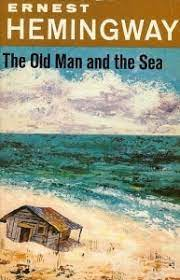 ERNEST
HEMINGWAY
The Old Man and the Sea